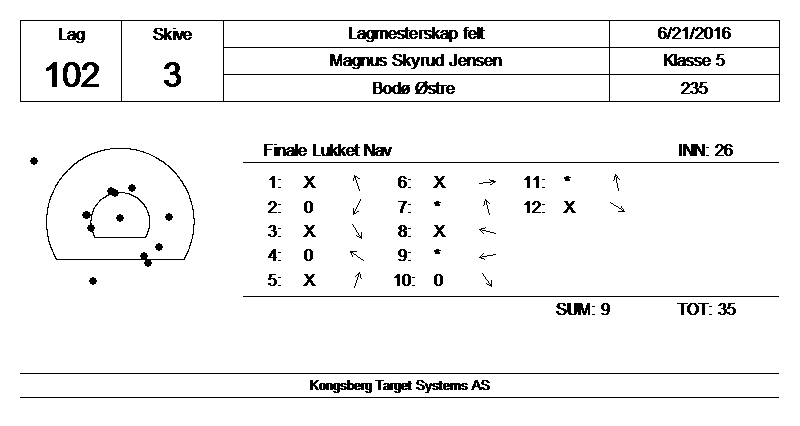 Lag Skive Lagmesterskap felt 6/21/2016
102 3 Magnus Skyrud Jensen Klasse 5
Bodø Østre 235
Finale Lukket Nav INN: 26
1: X 6: X 11: *
2: 0 7: * 12: X
3: X 8: X
4: 0 9: *
5: X 10: 0
SUM: 9 TOT: 35
Kongsberg Target Systems AS